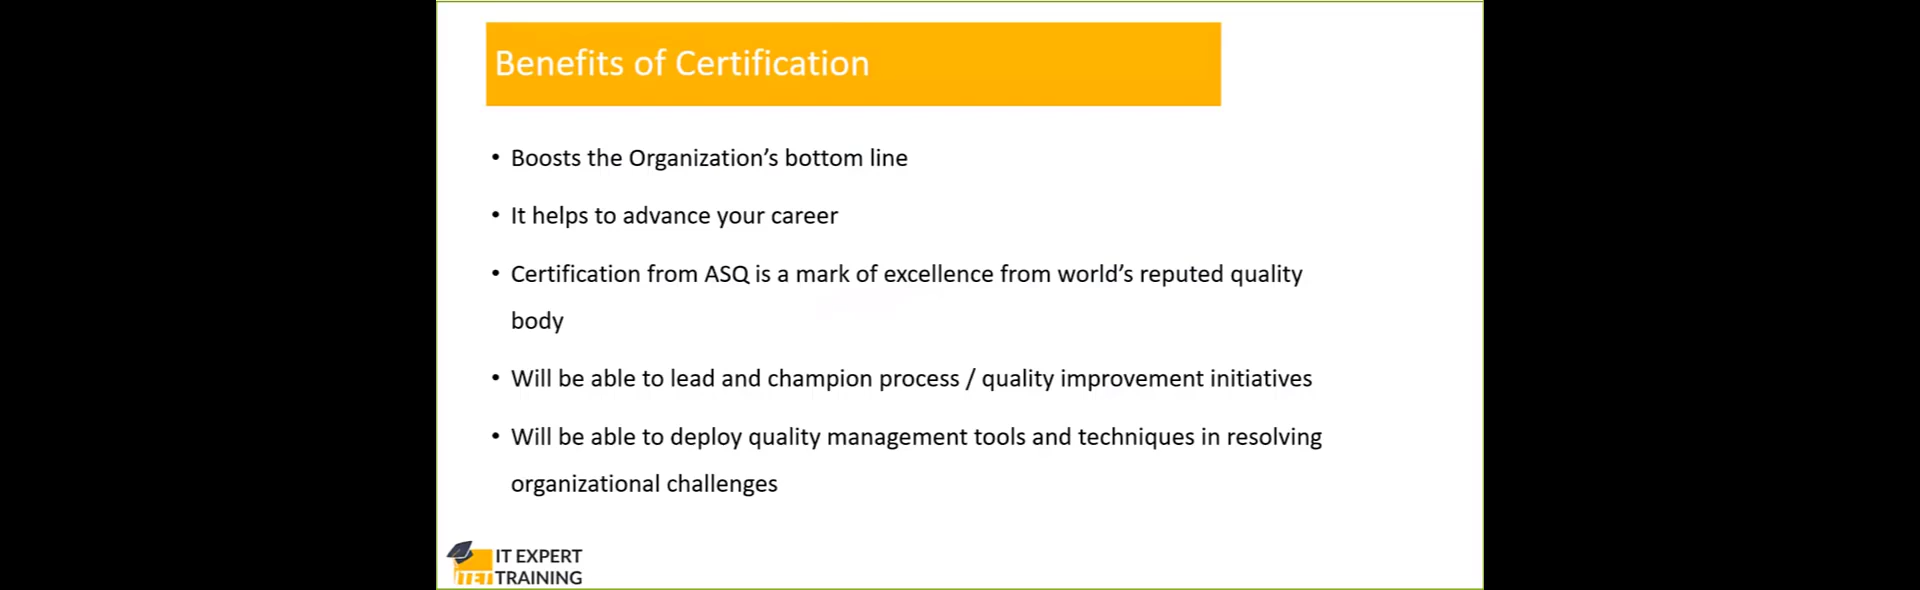 Benefits of Certification
• Boosts the Organization’s bottom line
• It helps to advance your career
• Certification from ASQ is a mark of excellence from world’s reputed quality
body
• Will be able to lead and champion process / quality improvement initiatives
• Will be able to deploy quality management tools and techniques in resolving
organizational challenges
IT EXPERT
ITET TRAINING